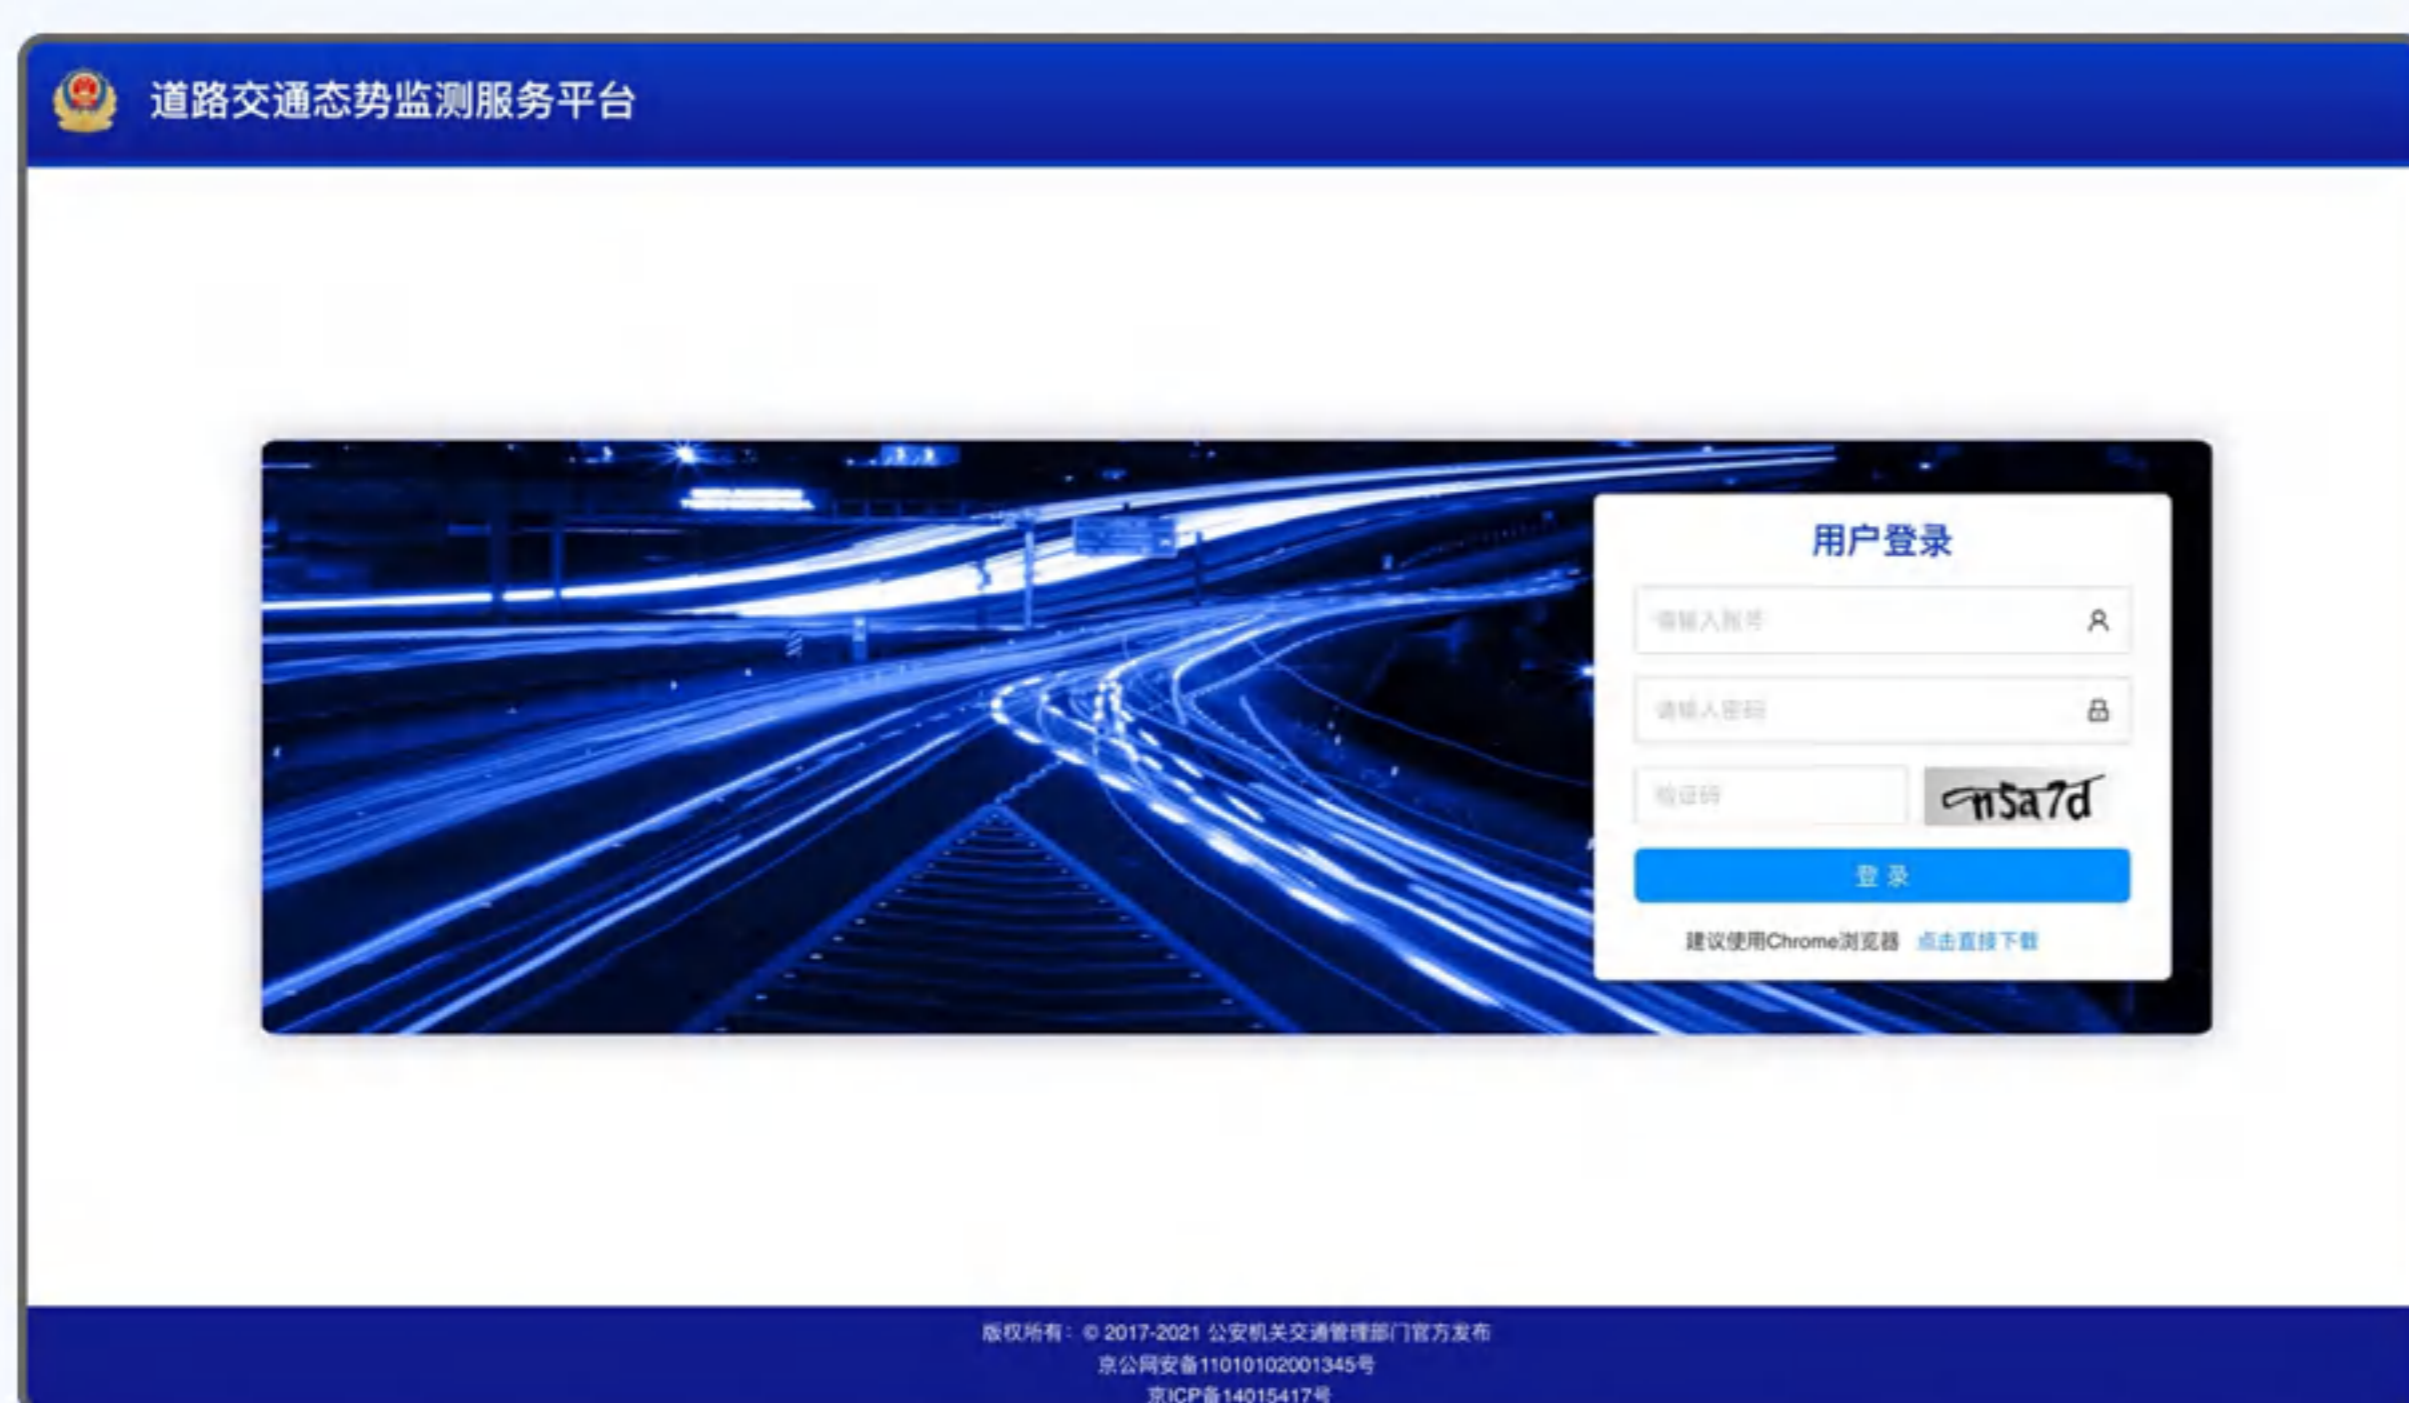 道路交通态势监测服务平台
用户登录
请输入账号
请输入密码
验证码
n5a7d
登 录
建议使用Chrome浏览器 点击直接下载
版权所有：© 2017-2021 公安机关交通管理部门官方发布
京公网安备11010102001345号
京ICP备14015417号